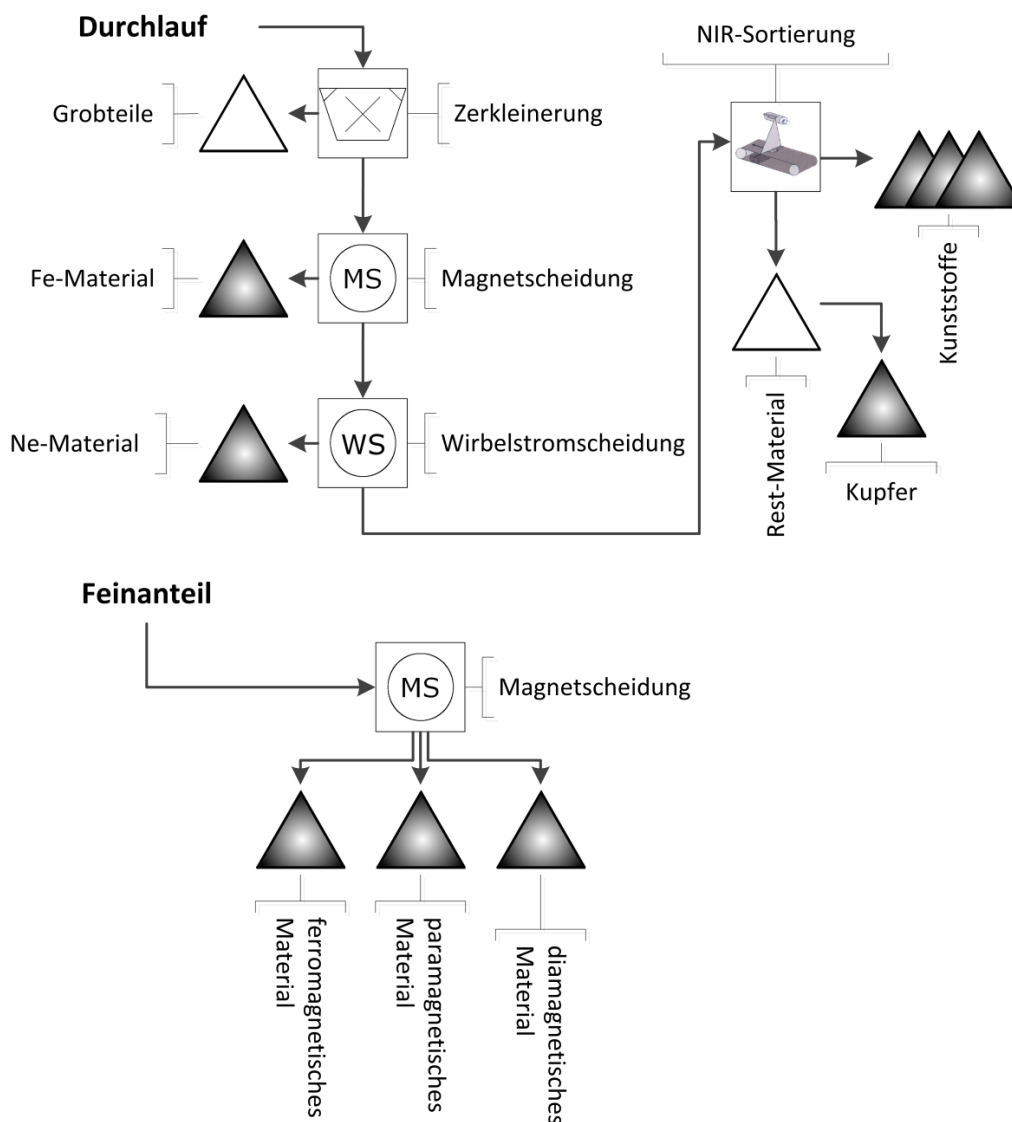 Durchlauf
Grobteile
Zerkleinerung
Fe-Material
MS
Magnetscheidung
Ne-Material
WS
Wirbelstromscheidung
NIR-Sortierung
Kunststoffe
Rest-Material
Kupfer
Feinanteil
MS
Magnetscheidung
ferromagnetisches
Material
paramagnetisches
Material
diamagnetisches
Material